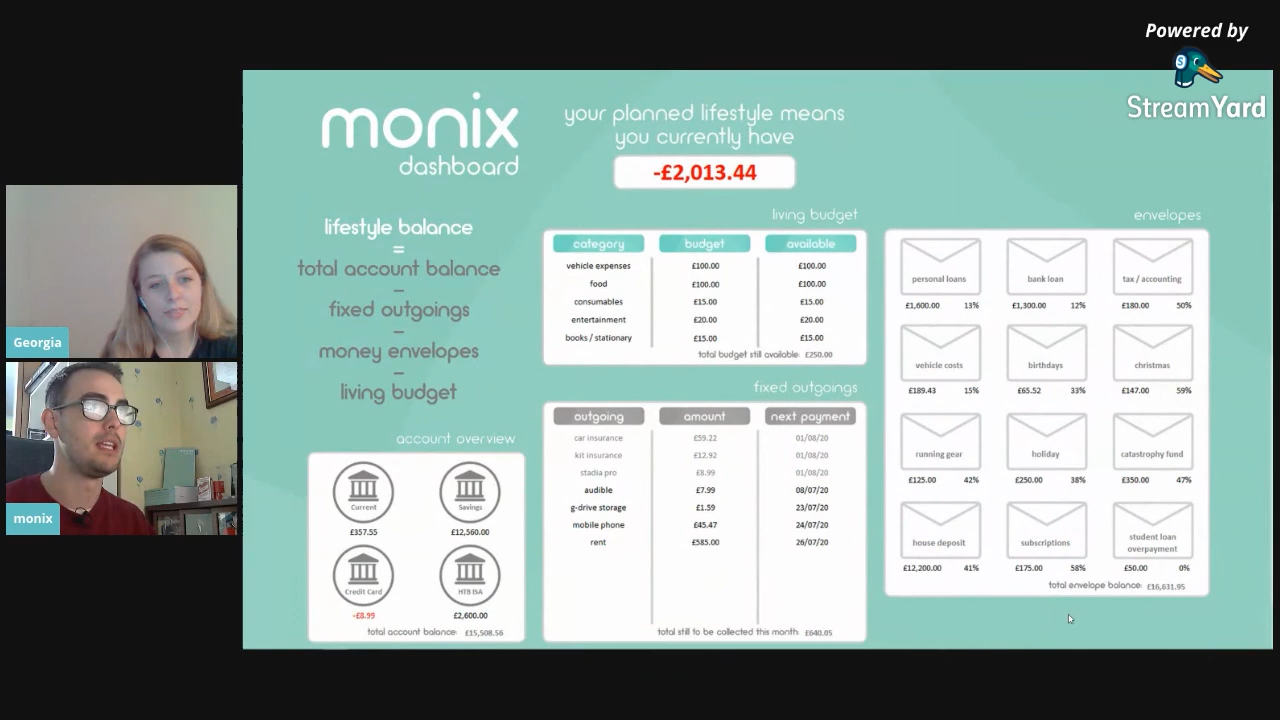 Powered by
StreamYard
Georgia
monix
monix
dashboard
your planned lifestyle means
you currently have
-£2,013.44
lifestyle balance
=
total account balance
–
fixed outgoings
–
money envelopes
–
living budget
account overview
Current
Savings
£357.55
£12,560.00
Credit Card
HTB ISA
-£8.99
£2,600.00
total account balance: £15,508.56
living budget
category budget available
vehicle expenses £100.00 £100.00
food £100.00 £100.00
consumables £15.00 £15.00
entertainment £20.00 £20.00
books / stationary £15.00 £15.00
total budget still available: £250.00
fixed outgoings
outgoing amount next payment
car insurance £59.22 01/08/20
kit insurance £12.92 01/08/20
stadia pro £8.99 01/08/20
audible £7.99 08/07/20
g-drive storage £1.59 23/07/20
mobile phone £45.47 24/07/20
rent £585.00 26/07/20
total still to be collected this month: £640.05
envelopes
personal loans bank loan tax / accounting
£1,600.00 13% £1,300.00 12% £180.00 50%
vehicle costs birthdays christmas
£189.43 15% £65.52 33% £147.00 59%
running gear holiday catastrophy fund
£125.00 42% £250.00 38% £350.00 47%
house deposit subscriptions student loan
overpayment
£12,200.00 41% £175.00 58% £50.00 0%
total envelope balance: £16,631.95